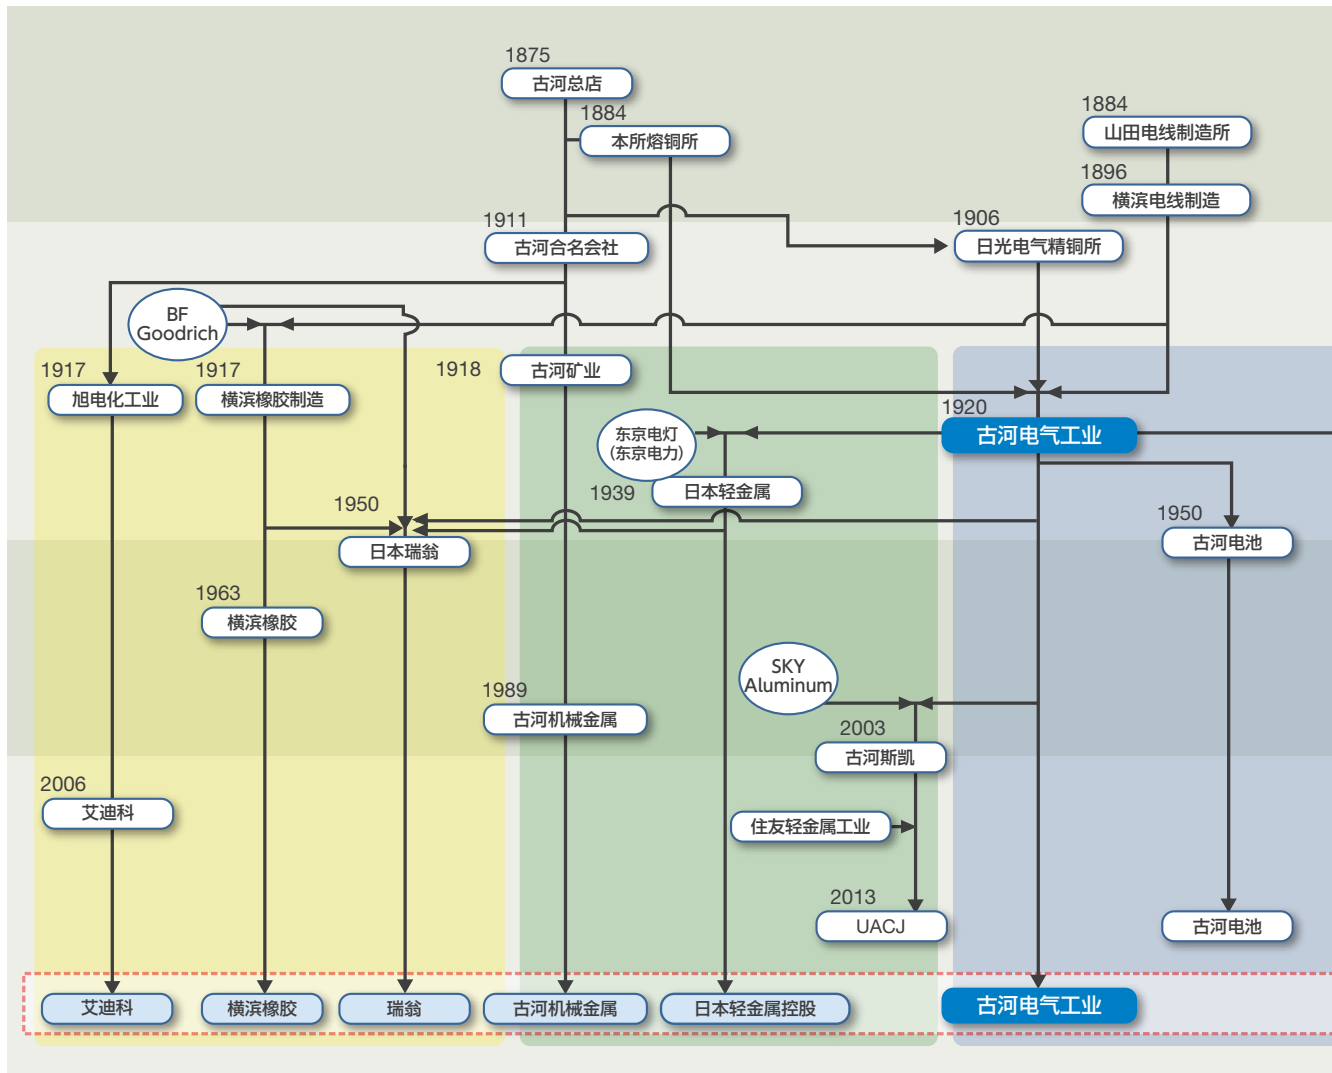 1875
古河总店
1884
本所熔铜所
1884
山田电线制造所
1896
横滨电线制造
1911
古河合名会社
1906
日光电气精铜所
BF
Goodrich
1917
旭电化工业
1917
横滨橡胶制造
1918
古河矿业
1920
古河电气工业
东京电灯
(东京电力)
1939
日本轻金属
1950
日本瑞翁
1950
古河电池
1963
横滨橡胶
SKY
Aluminum
1989
古河机械金属
2003
古河斯凯
2006
艾迪科
住友轻金属工业
2013
UACJ
古河电池
艾迪科
横滨橡胶
瑞翁
古河机械金属
日本轻金属控股
古河电气工业